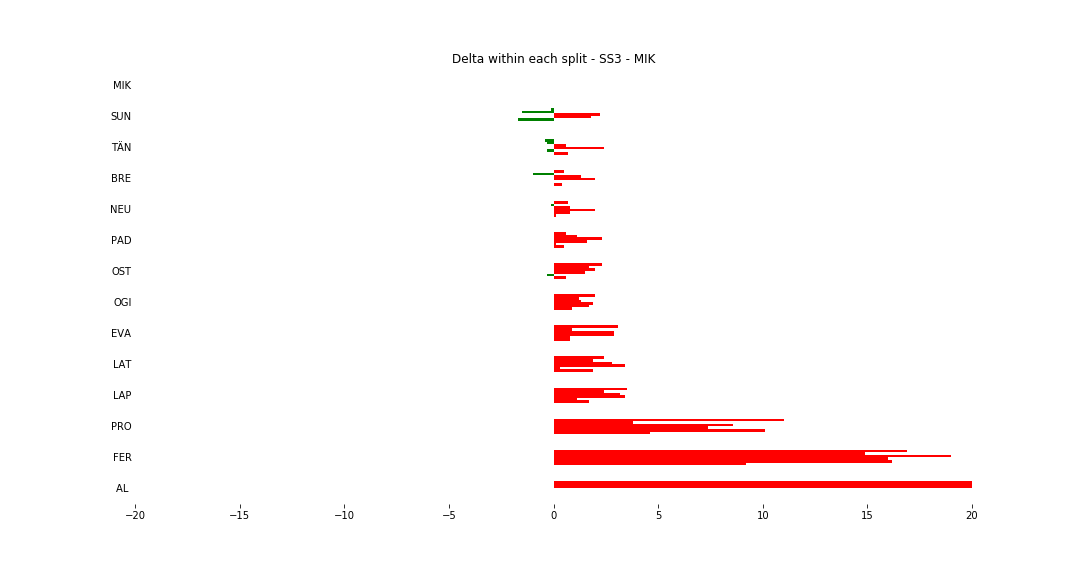 Delta within each split - SS3 - MIK
MIK
SUN
TÄN
BRE
NEU
PAD
OST
OGI
EVA
LAT
LAP
PRO
FER
AL
−20 −15 −10 −5 0 5 10 15 20